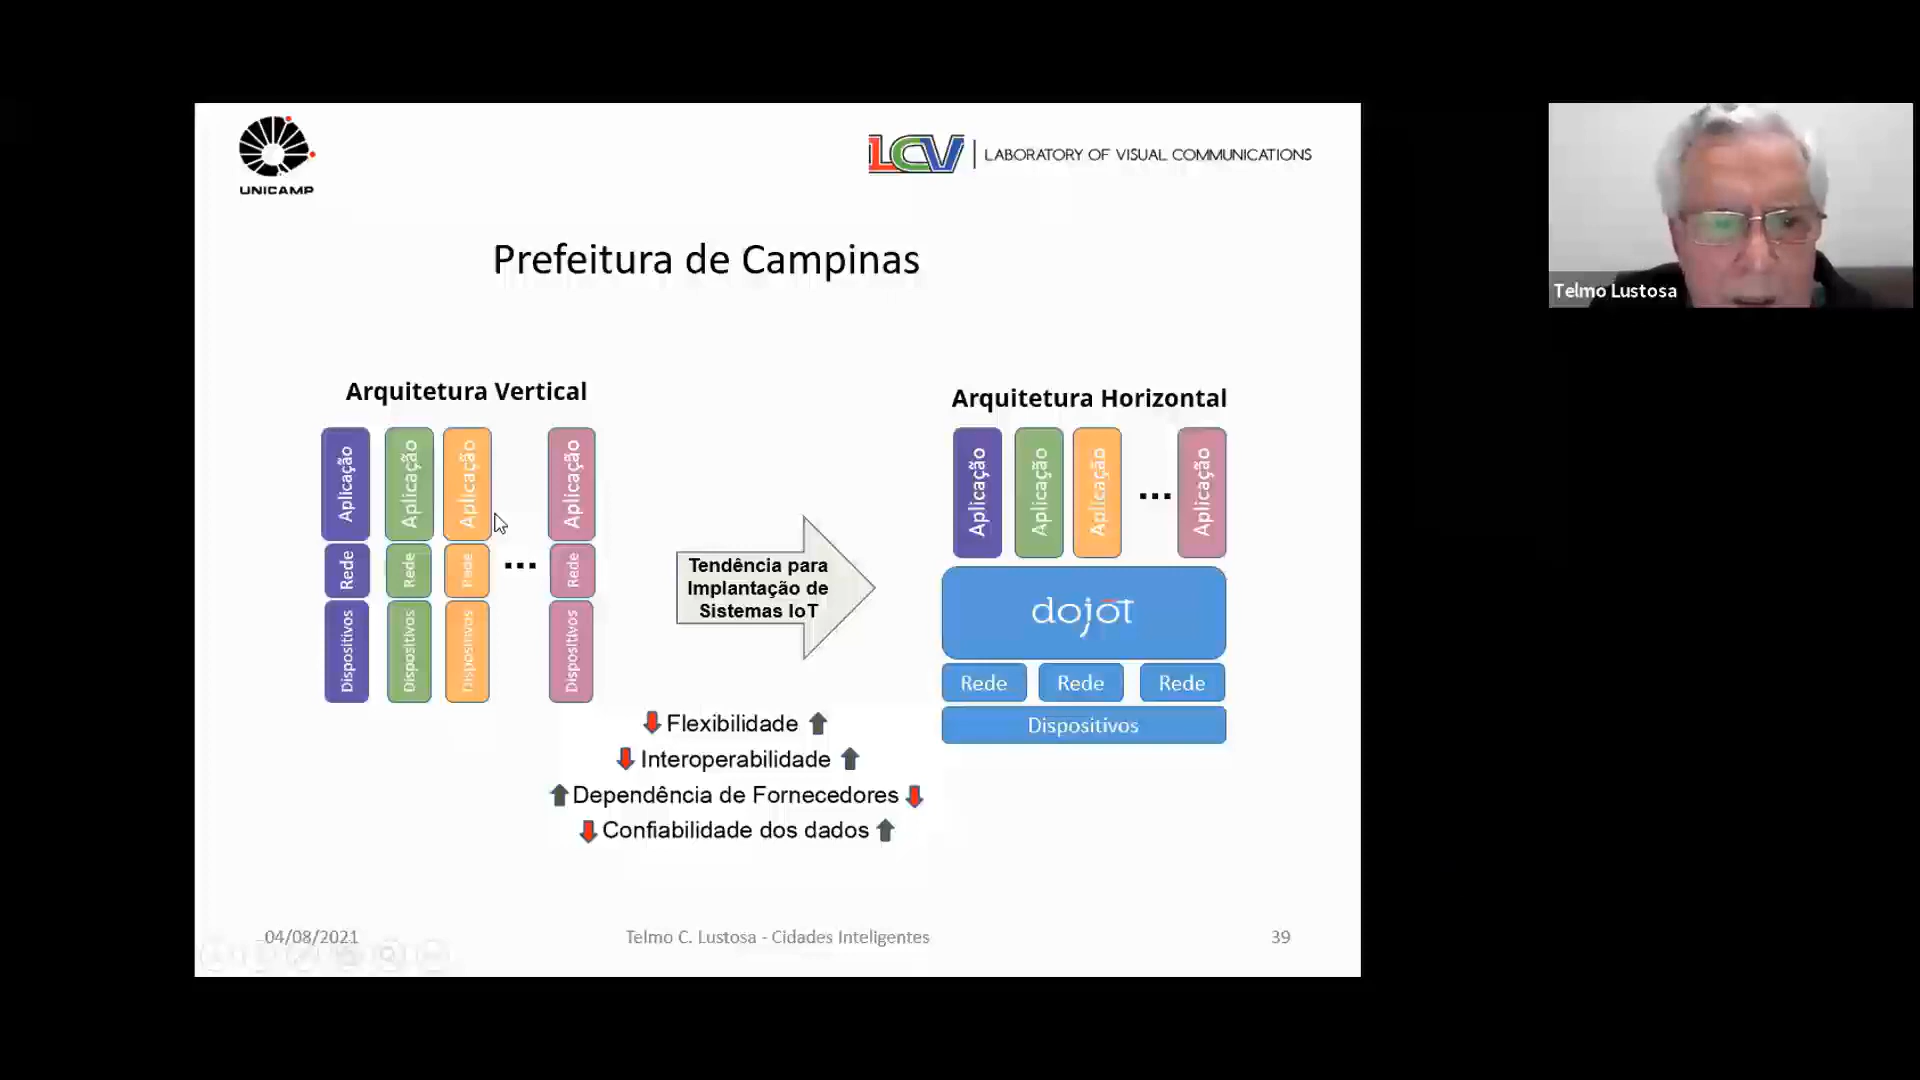 UNICAMP
LCV LABORATORY OF VISUAL COMMUNICATIONS
Telmo Lustosa
Prefeitura de Campinas
Arquitetura Vertical
Aplicação Aplicação Aplicação Aplicação
Rede Rede Rede ... Rede
Dispositivos Dispositivos Dispositivos Dispositivos
Tendência para
Implantação de
Sistemas IoT
Arquitetura Horizontal
Aplicação Aplicação Aplicação ... Aplicação
dojot
Rede Rede Rede
Dispositivos
Flexibilidade
Interoperabilidade
Dependência de Fornecedores
Confiabilidade dos dados
04/08/2021
Telmo C. Lustosa - Cidades Inteligentes
39